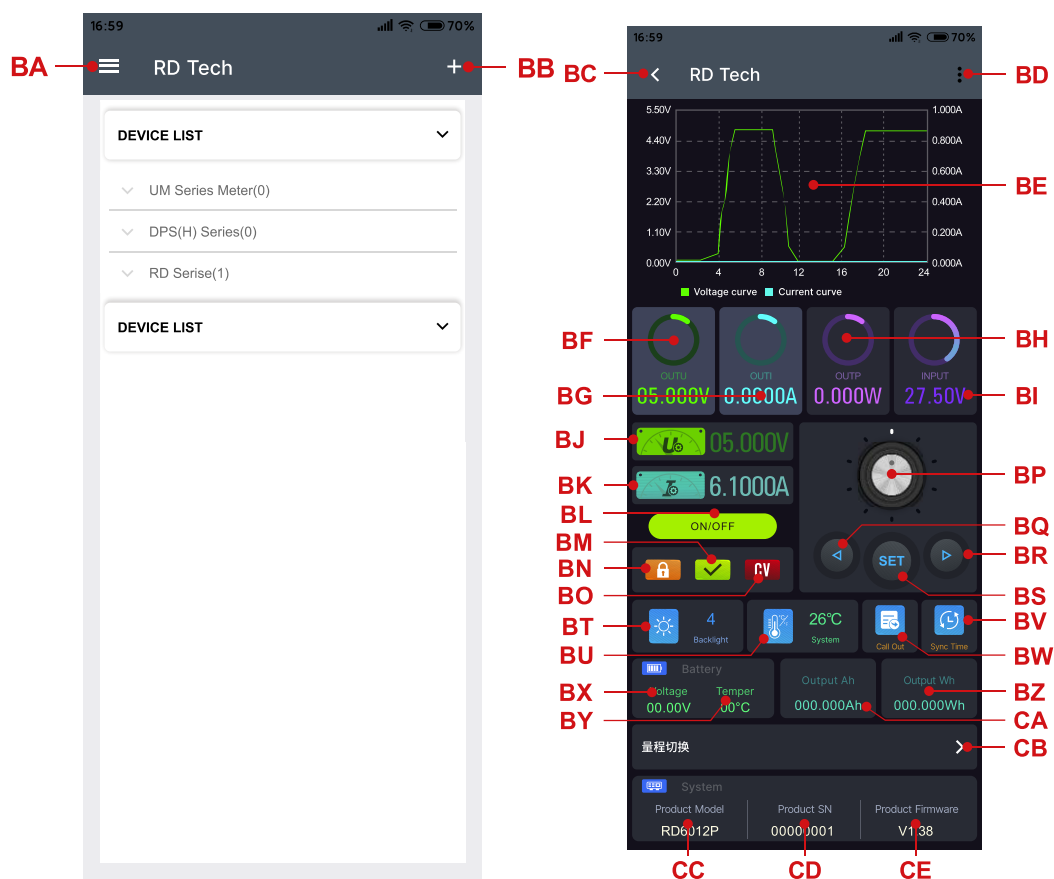 16:59
70%
BA
RD Tech
BB
DEVICE LIST
UM Series Meter(0)
DPS(H) Series(0)
RD Serise(1)
DEVICE LIST
16:59
70%
BC
RD Tech
BD
5.50V
1.000A
4.40V
0.800A
3.30V
0.600A
BE
2.20V
0.400A
1.10V
0.200A
0.00V
0.000A
0 4 8 12 16 20 24
Voltage curve Current curve
BF
BH
OUTU OUTI OUTP INPUT
BG
05.000V 0.0000A 0.000W 27.50V
BI
BJ
U
05.000V
BK
I
6.1000A
BP
BL
ON/OFF
BQ
BM
BR
BN
SET
CV
BO
BS
BT
4
Backlight
26℃
System
Call Out
Sync Time
BV
BU
BW
Battery
BX
Voltage Temper
00.00V 00°C
BY
Output Ah
000.000Ah
Output Wh
000.000Wh
BZ
CA
量程切换
CB
System
Product Model Product SN Product Firmware
RD6012P 00000001 V1.38
CC CD CE